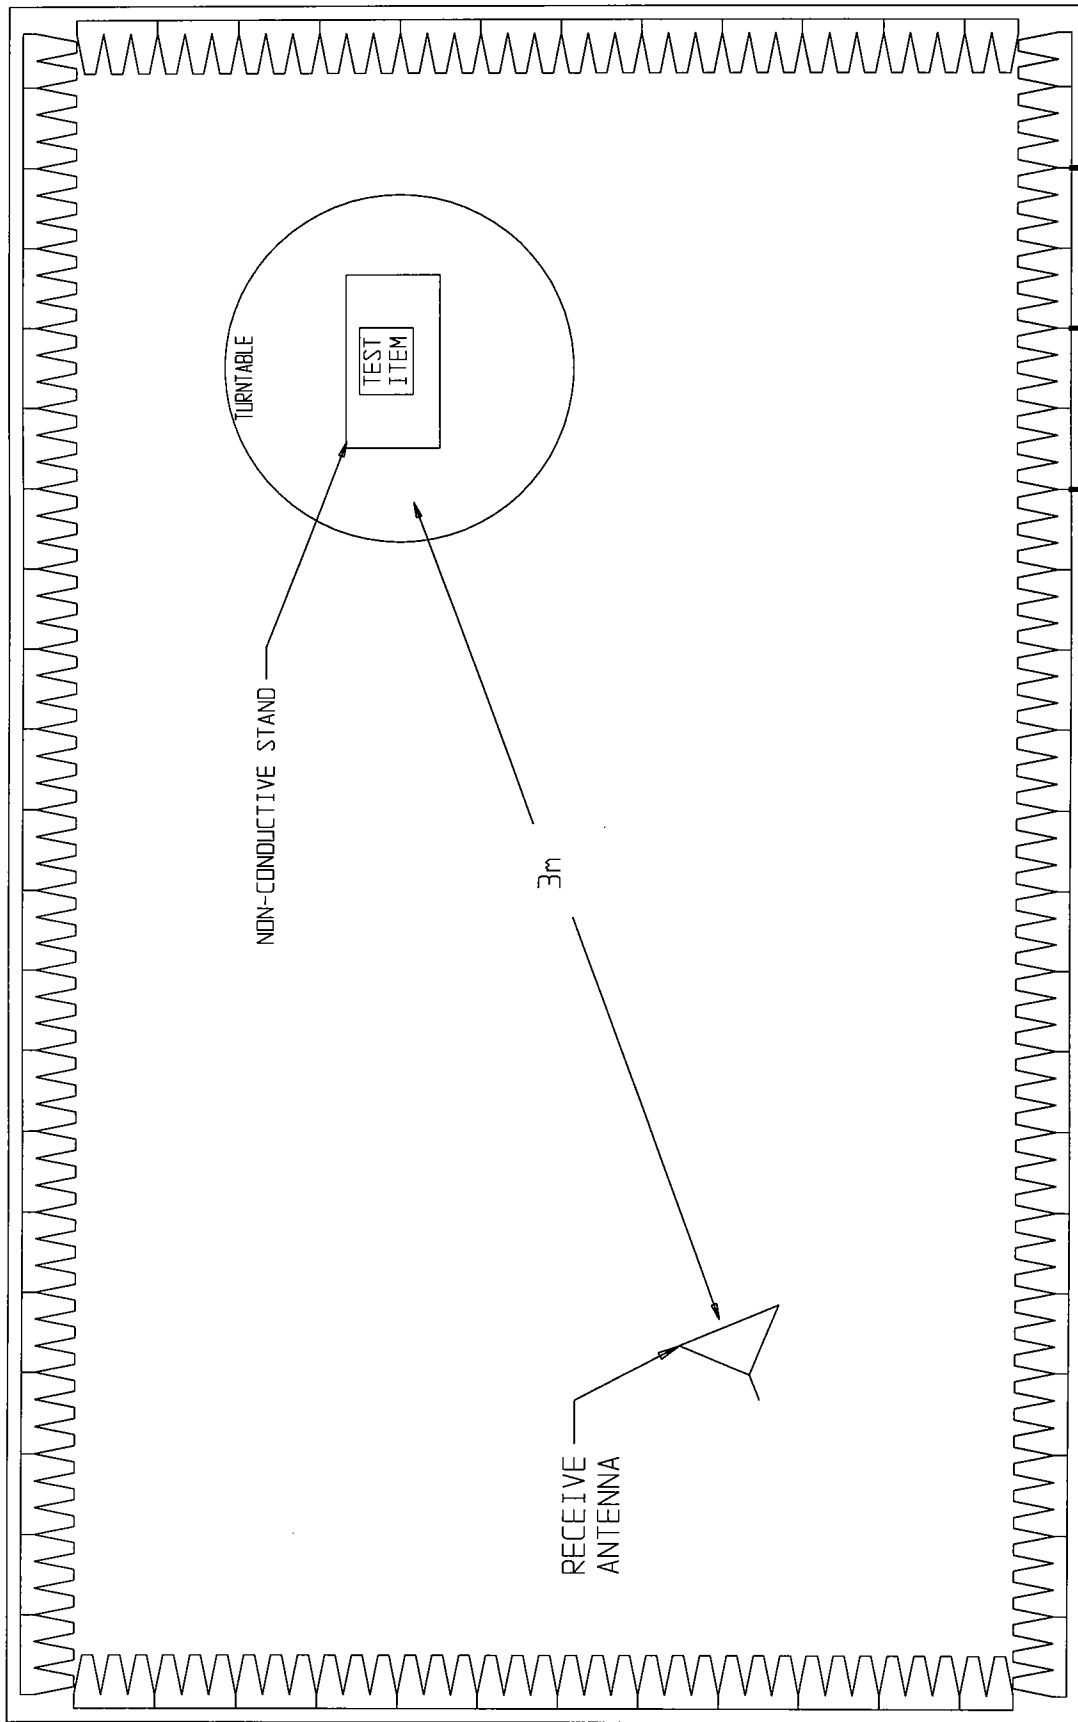 TURNTABLE
TEST
ITEM
NON-CONDUCTIVE STAND
3m
RECEIVE
ANTENNA